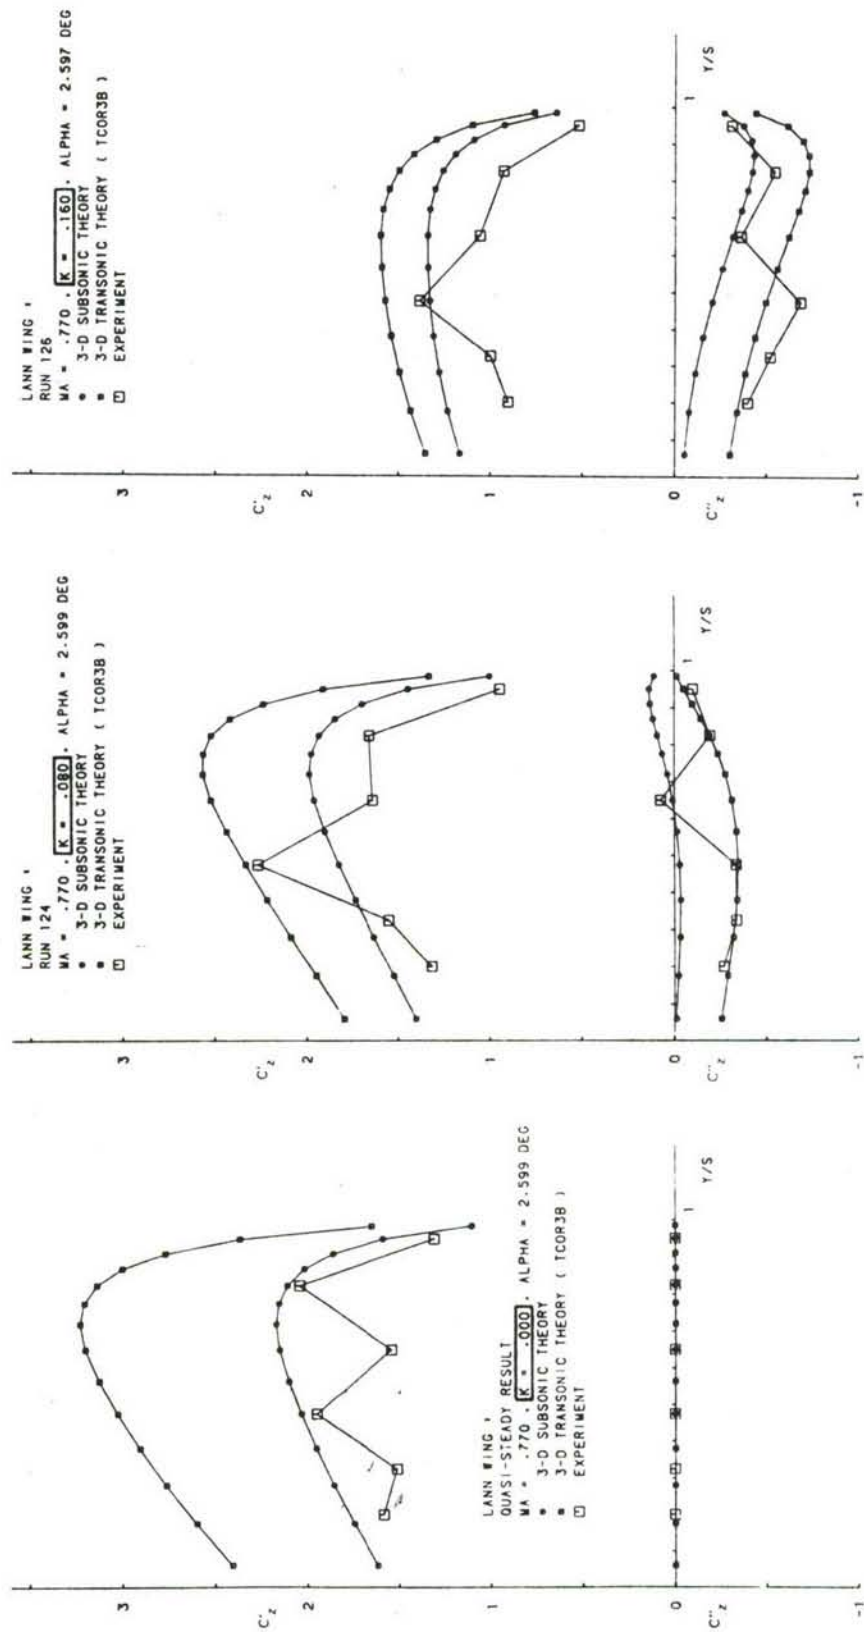 LANN WING '
QUASI-STEADY RESULT
MA = .770 . K = .000 . ALPHA = 2.599 DEG
3-D SUBSONIC THEORY
3-D TRANSONIC THEORY ( TCOR3B )
EXPERIMENT
3
C'z
2
1
0
C"z
-1
1
Y/S
LANN WING '
RUN 124
MA = .770 . K = .080 . ALPHA = 2.599 DEG
3-D SUBSONIC THEORY
3-D TRANSONIC THEORY ( TCOR3B )
EXPERIMENT
3
C'z
2
1
0
C"z
-1
1
Y/S
LANN WING '
RUN 126
MA = .770 . K = .160 . ALPHA = 2.597 DEG
3-D SUBSONIC THEORY
3-D TRANSONIC THEORY ( TCOR3B )
EXPERIMENT
3
C'z
2
1
0
C"z
-1
1
Y/S